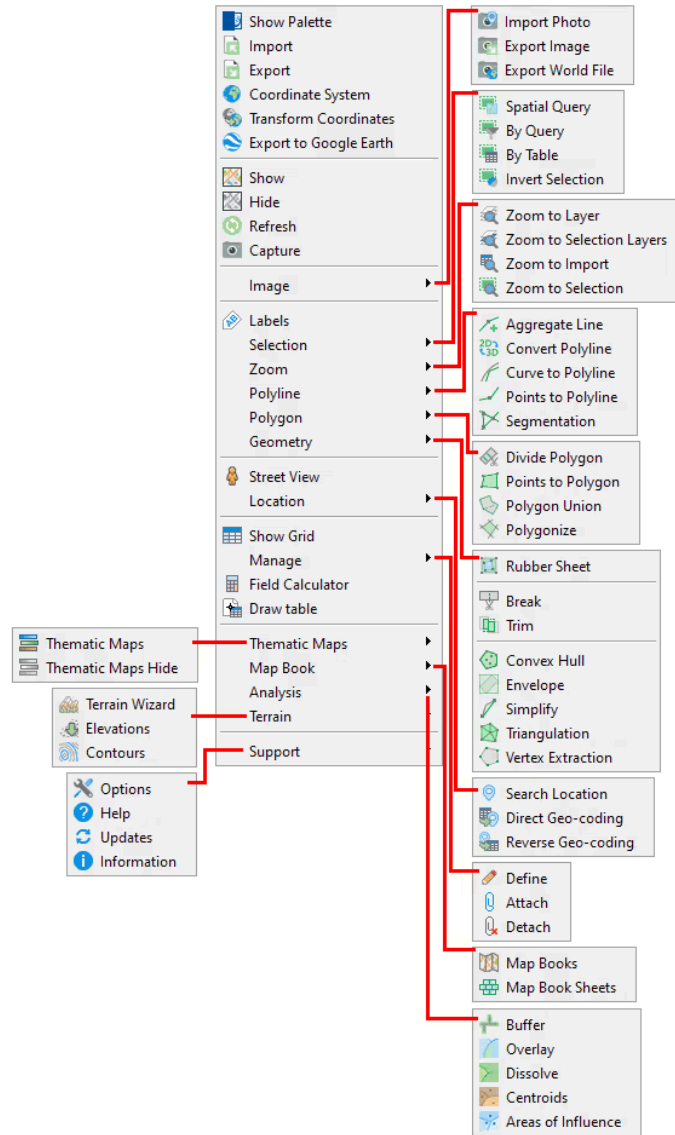 Show Palette
Import
Export
Coordinate System
Transform Coordinates
Export to Google Earth
Show
Hide
Refresh
Capture
Image
Labels
Selection
Zoom
Polyline
Polygon
Geometry
Street View
Location
Show Grid
Manage
Field Calculator
Draw table
Thematic Maps
Map Book
Analysis
Terrain
Support
Thematic Maps
Thematic Maps Hide
Terrain Wizard
Elevations
Contours
Options
Help
Updates
Information
Import Photo
Export Image
Export World File
Spatial Query
By Query
By Table
Invert Selection
Zoom to Layer
Zoom to Selection Layers
Zoom to Import
Zoom to Selection
Aggregate Line
2D 3D Convert Polyline
Curve to Polyline
Points to Polyline
Segmentation
Divide Polygon
Points to Polygon
Polygon Union
Polygonize
Rubber Sheet
Break
Trim
Convex Hull
Envelope
Simplify
Triangulation
Vertex Extraction
Search Location
Direct Geo-coding
Reverse Geo-coding
Define
Attach
Detach
Map Books
Map Book Sheets
Buffer
Overlay
Dissolve
Centroids
Areas of Influence